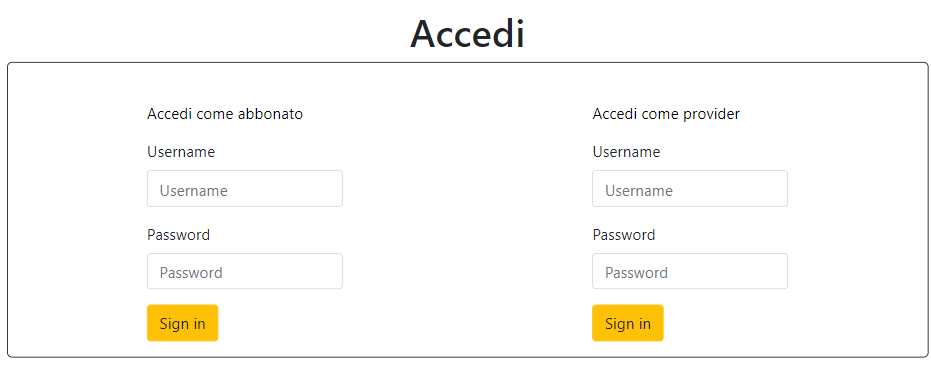 Accedi
Accedi come abbonato
Username
Username
Password
Password
Sign in
Accedi come provider
Username
Username
Password
Password
Sign in